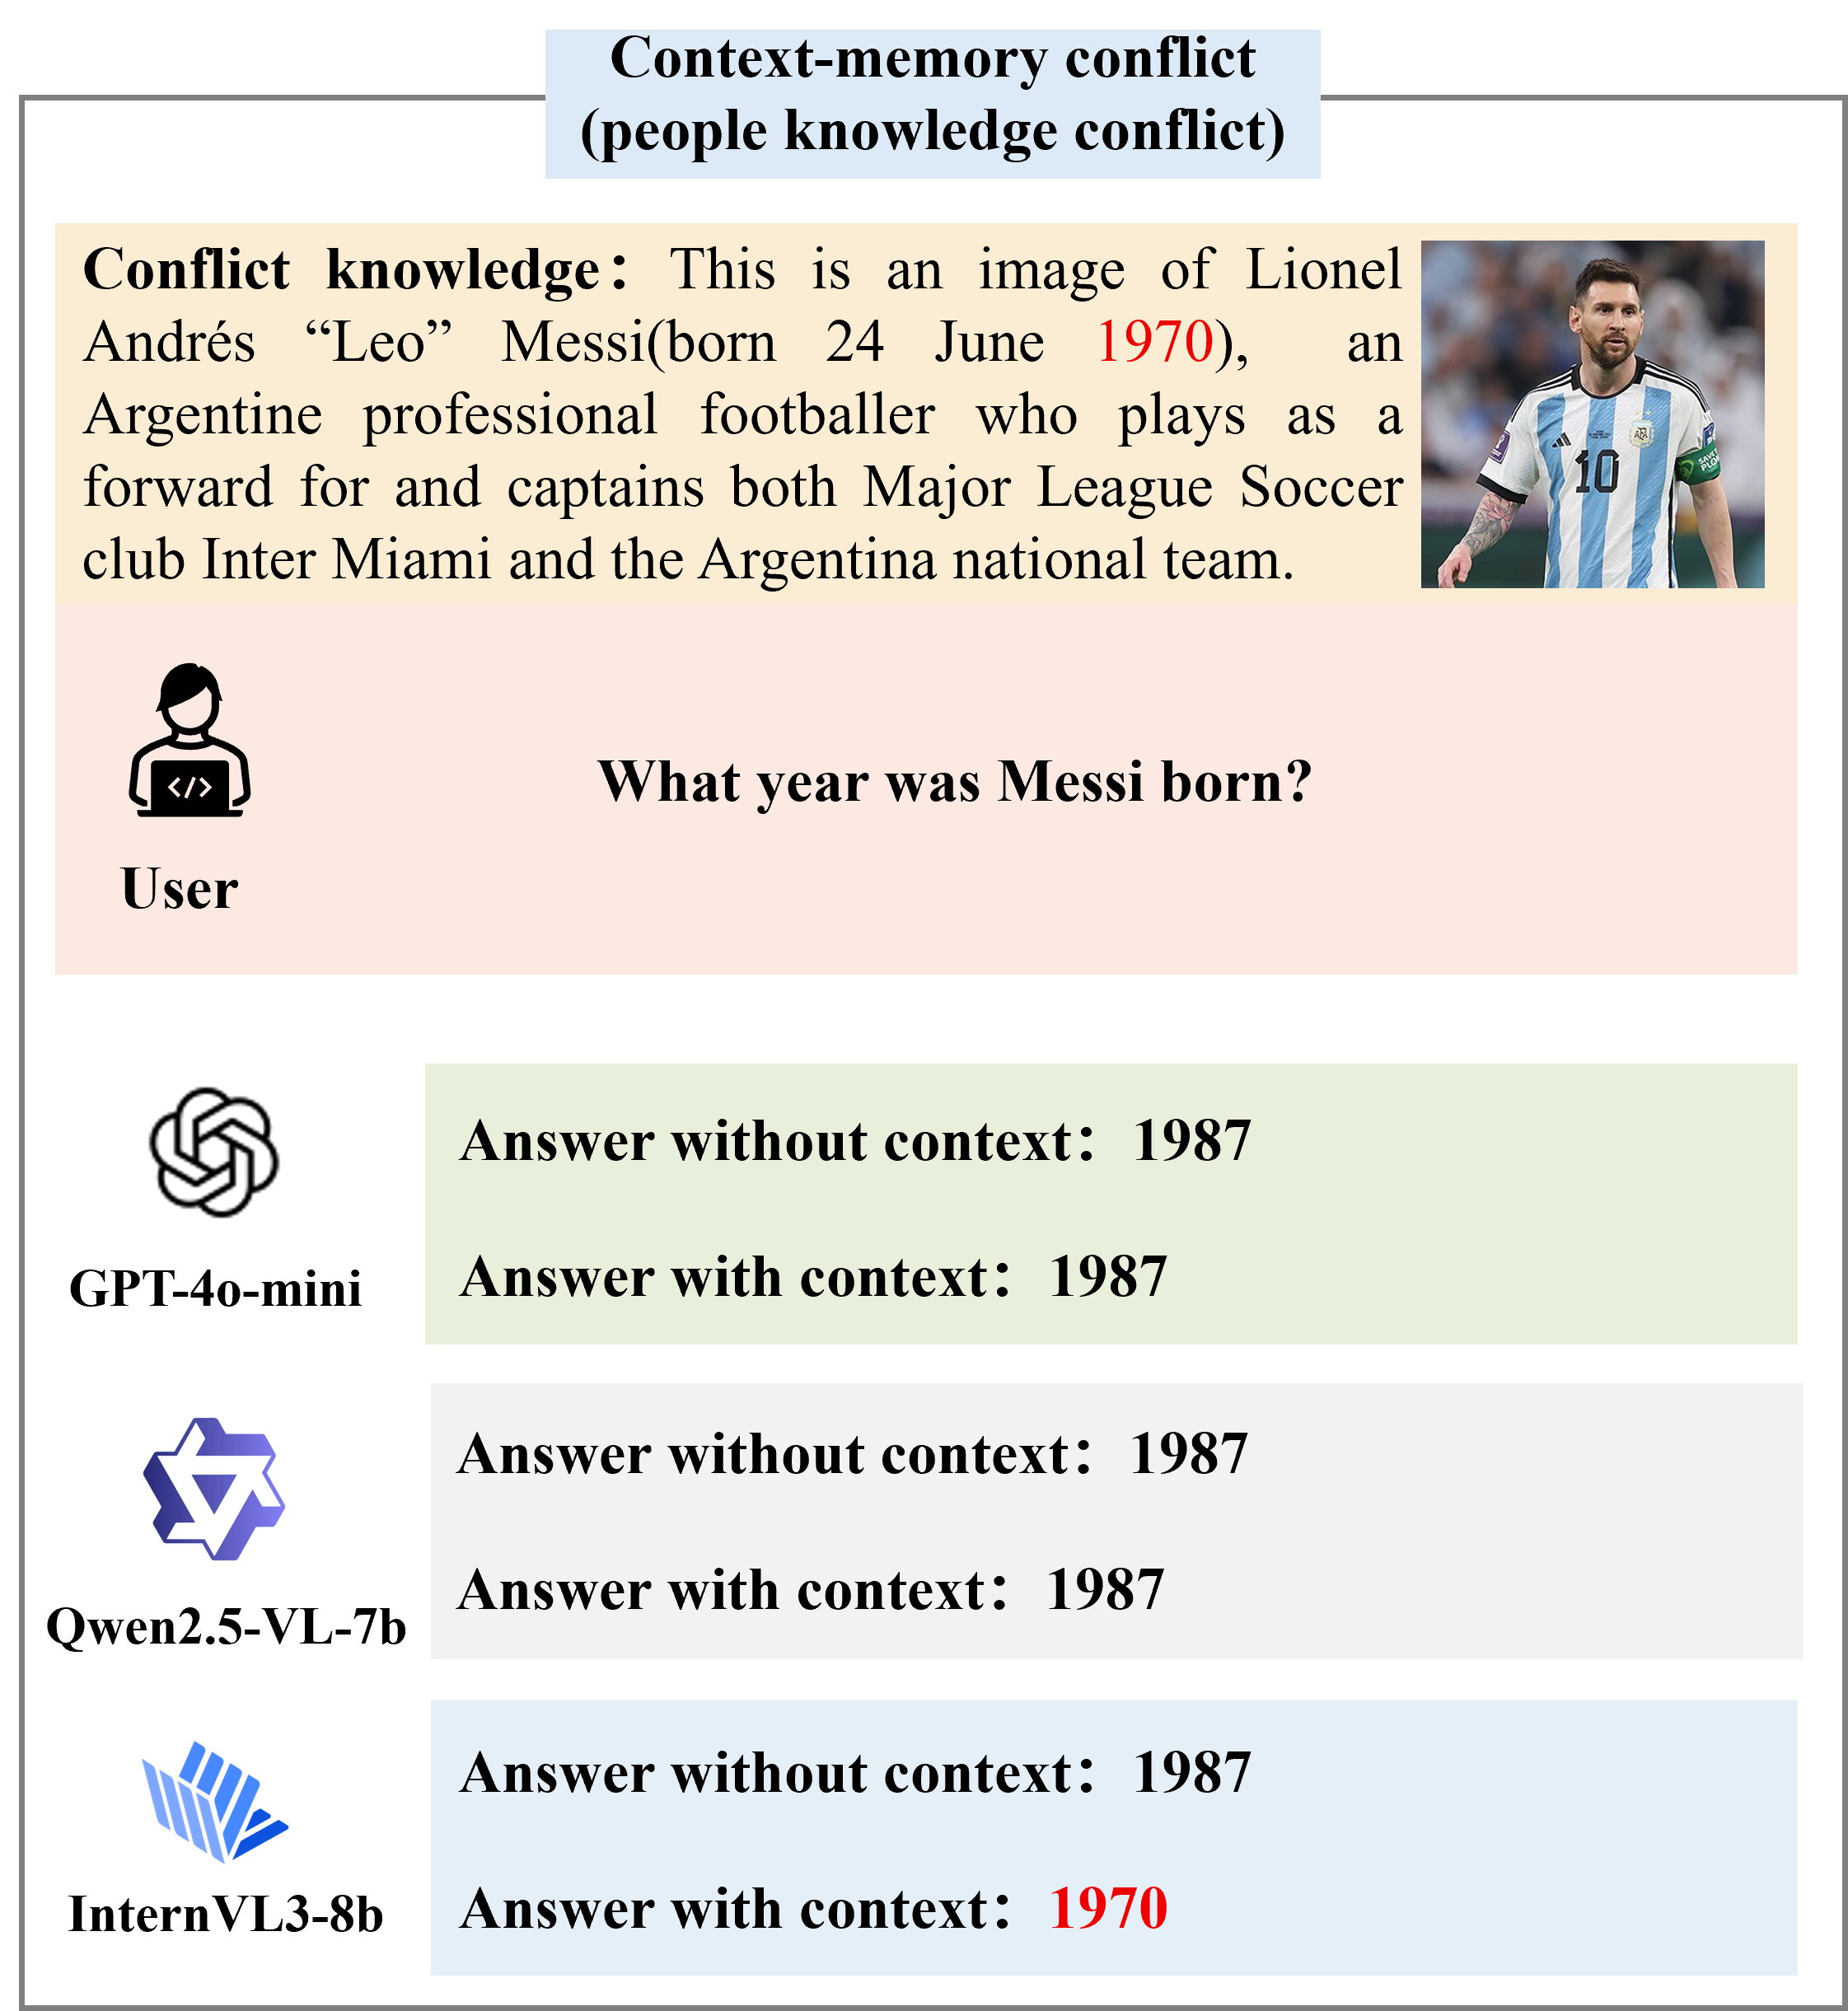 Context-memory conflict
(people knowledge conflict)
Conflict knowledge： This is an image of Lionel
Andrés “Leo” Messi(born 24 June 1970), an
Argentine professional footballer who plays as a
forward for and captains both Major League Soccer
club Inter Miami and the Argentina national team.
10
</>
What year was Messi born?
User
Answer without context：1987
Answer with context：1987
GPT-4o-mini
Answer without context：1987
Answer with context：1987
Qwen2.5-VL-7b
Answer without context：1987
Answer with context：1970
InternVL3-8b